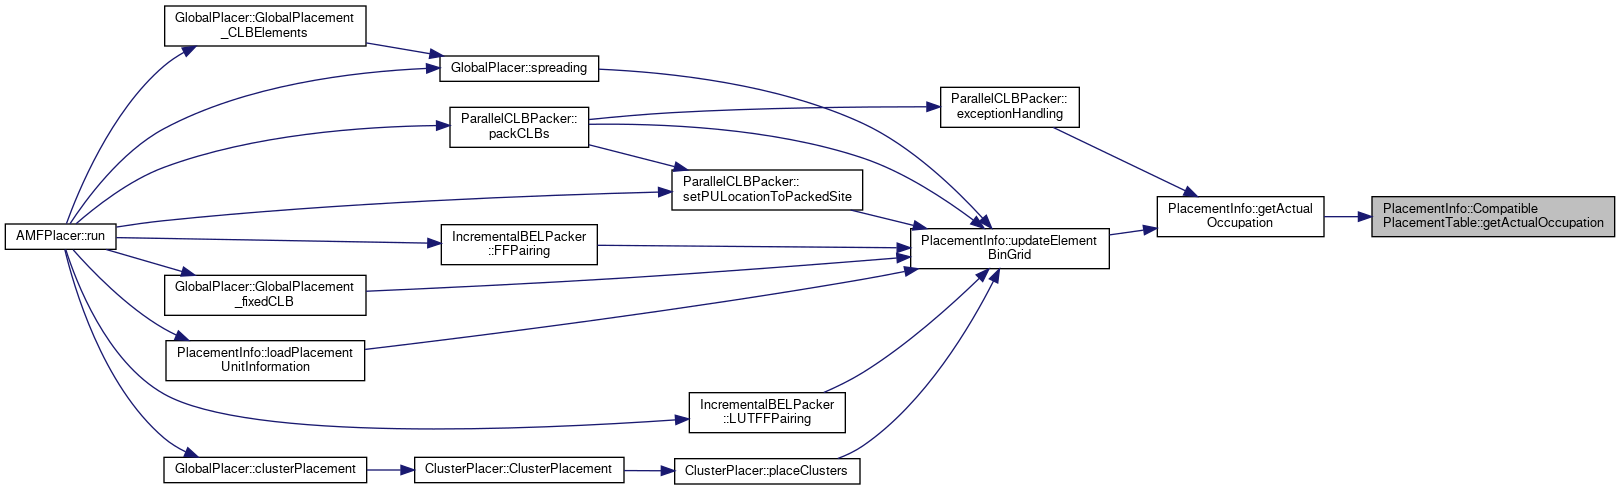 GlobalPlacer::GlobalPlacement
_CLBElements
GlobalPlacer::spreading
ParallelCLBPacker::
exceptionHandling
ParallelCLBPacker::
packCLBs
ParallelCLBPacker::
setPULocationToPackedSite
PlacementInfo::getActual
Occupation
PlacementInfo::Compatible
PlacementTable::getActualOccupation
AMFPlacer::run
IncrementalBELPacker
::FFPairing
PlacementInfo::updateElement
BinGrid
GlobalPlacer::GlobalPlacement
_fixedCLB
PlacementInfo::loadPlacement
UnitInformation
IncrementalBELPacker
::LUTFFPairing
GlobalPlacer::clusterPlacement
ClusterPlacer::ClusterPlacement
ClusterPlacer::placeClusters